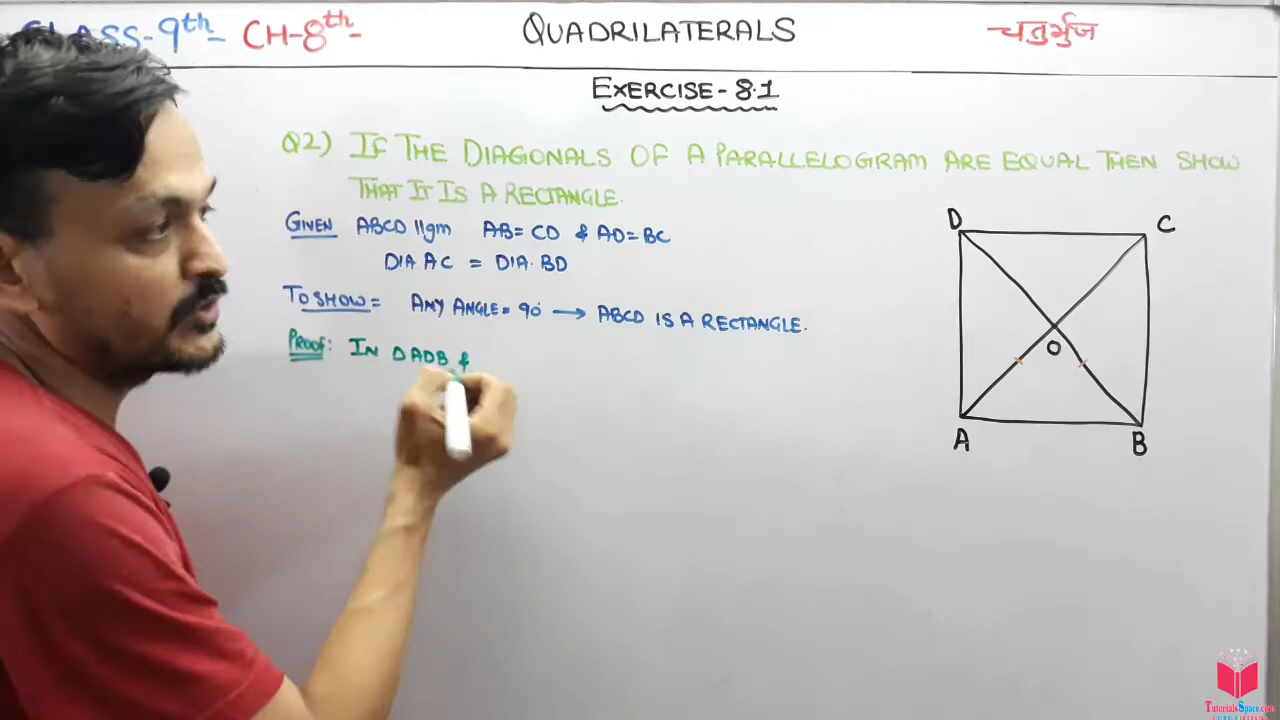 CLASS-9th- CH-8th- QUADRILATERALS चतुर्भुज
EXERCISE-8.1
Q2) IF THE DIAGONALS OF A PARALLELOGRAM ARE EQUAL THEN SHOW
THAT IT IS A RECTANGLE.
GIVEN ABCD ||gm AB=CD & AD=BC
DIA AC = DIA. BD
TO SHOW= ANY ANGLE= 90° → ABCD IS A RECTANGLE.
PROOF: IN ∆ADB &
D C
O
A B
TutorialsSpace.com